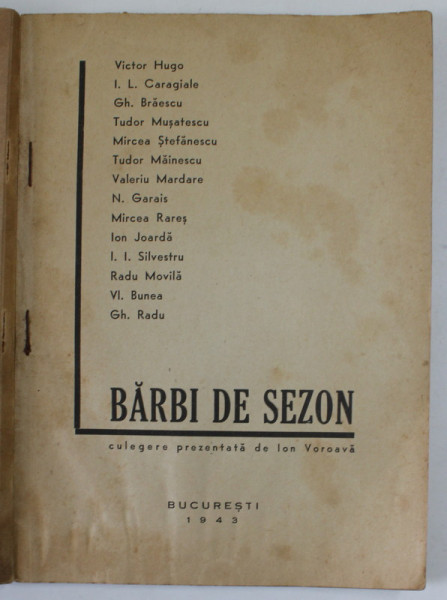 Victor Hugo
I. L. Caragiale
Gh. Brăescu
Tudor Mușatescu
Mircea Ștefănescu
Tudor Măinescu
Valeriu Mardare
N. Garais
Mircea Rareș
Ion Joardă
I. I. Silvestru
Radu Movilă
Vl. Bunea
Gh. Radu
BĂRBI DE SEZON
culegere prezentată de Ion Voroavă
BUCUREȘTI
1943